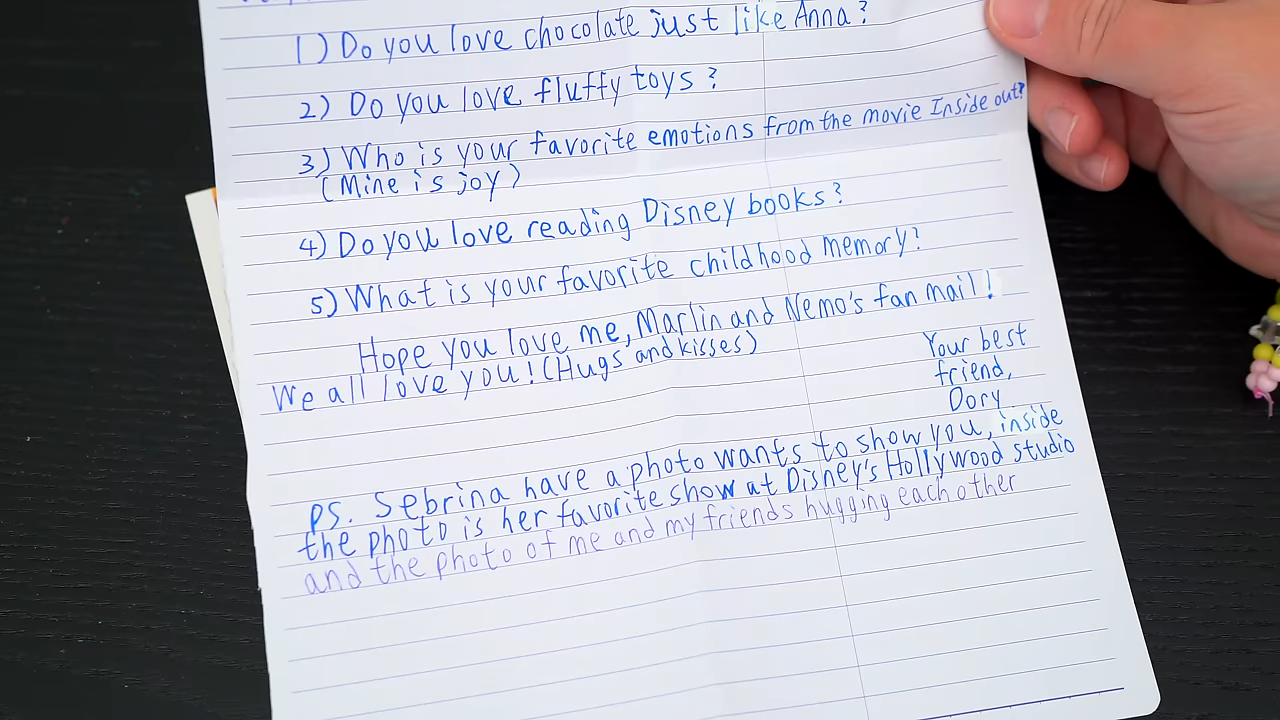 1) Do you love chocolate just like Anna?
2) Do you love fluffy toys?
3) Who is your favorite emotions from the movie Inside out?
(Mine is joy)
4) Do you love reading Disney books?
5) What is your favorite childhood memory?
Hope you love me, Marlin and Nemo's fan mail!
We all love you! (Hugs and kisses)
Your best
friend,
Dory
ps. Sebrina have a photo wants to show you, inside
the photo is her favorite show at Disney's Hollywood studio
and the photo of me and my friends hugging each other